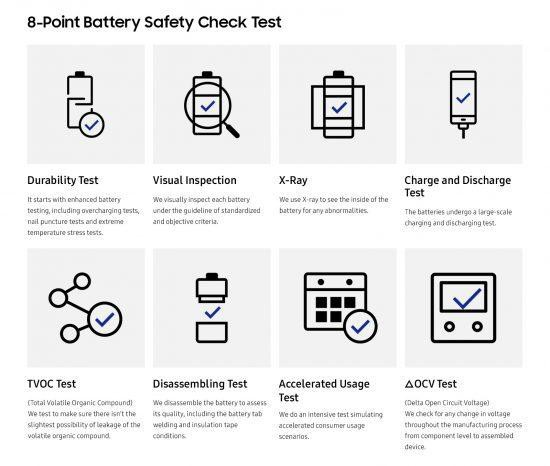 8-Point Battery Safety Check Test
Durability Test
It starts with enhanced battery
testing, including overcharging tests,
nail puncture tests and extreme
temperature stress tests.
Visual Inspection
We visually inspect each battery
under the guideline of standardized
and objective criteria.
X-Ray
We use X-ray to see the inside of the
battery for any abnormalities.
Charge and Discharge
Test
The batteries undergo a large-scale
charging and discharging test.
TVOC Test
(Total Volatile Organic Compound)
We test to make sure there isn't the
slightest possibility of leakage of the
volatile organic compound.
Disassembling Test
We disassemble the battery to assess
its quality, including the battery tab
welding and insulation tape
conditions.
Accelerated Usage
Test
We do an intensive test simulating
accelerated consumer usage
scenarios.
△OCV Test
(Delta Open Circuit Voltage)
We check for any change in voltage
throughout the manufacturing process
from component level to assembled
device.